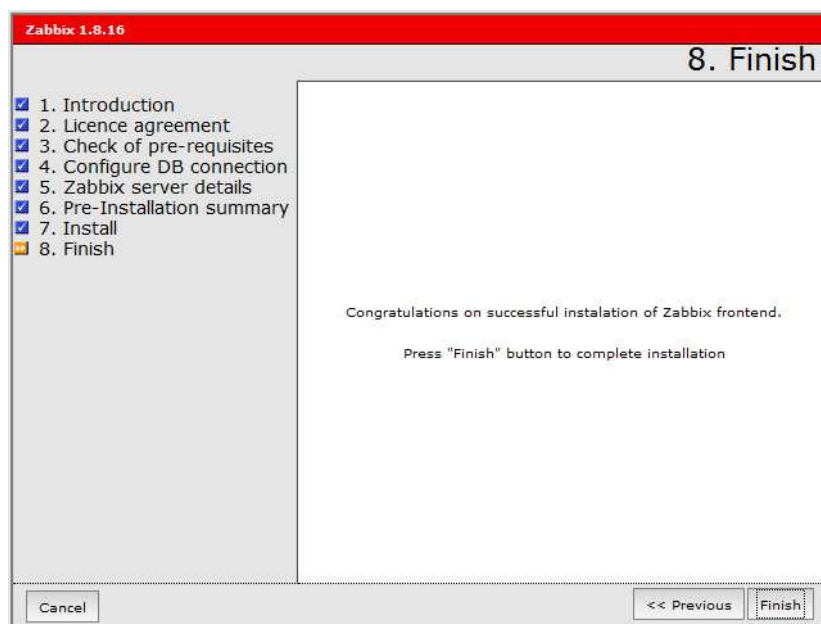 Zabbix 1.8.16
8. Finish
1. Introduction
2. Licence agreement
3. Check of pre-requisites
4. Configure DB connection
5. Zabbix server details
6. Pre-Installation summary
7. Install
8. Finish
Congratulations on successful instalation of Zabbix frontend.
Press "Finish" button to complete installation
Cancel
<< Previous
Finish